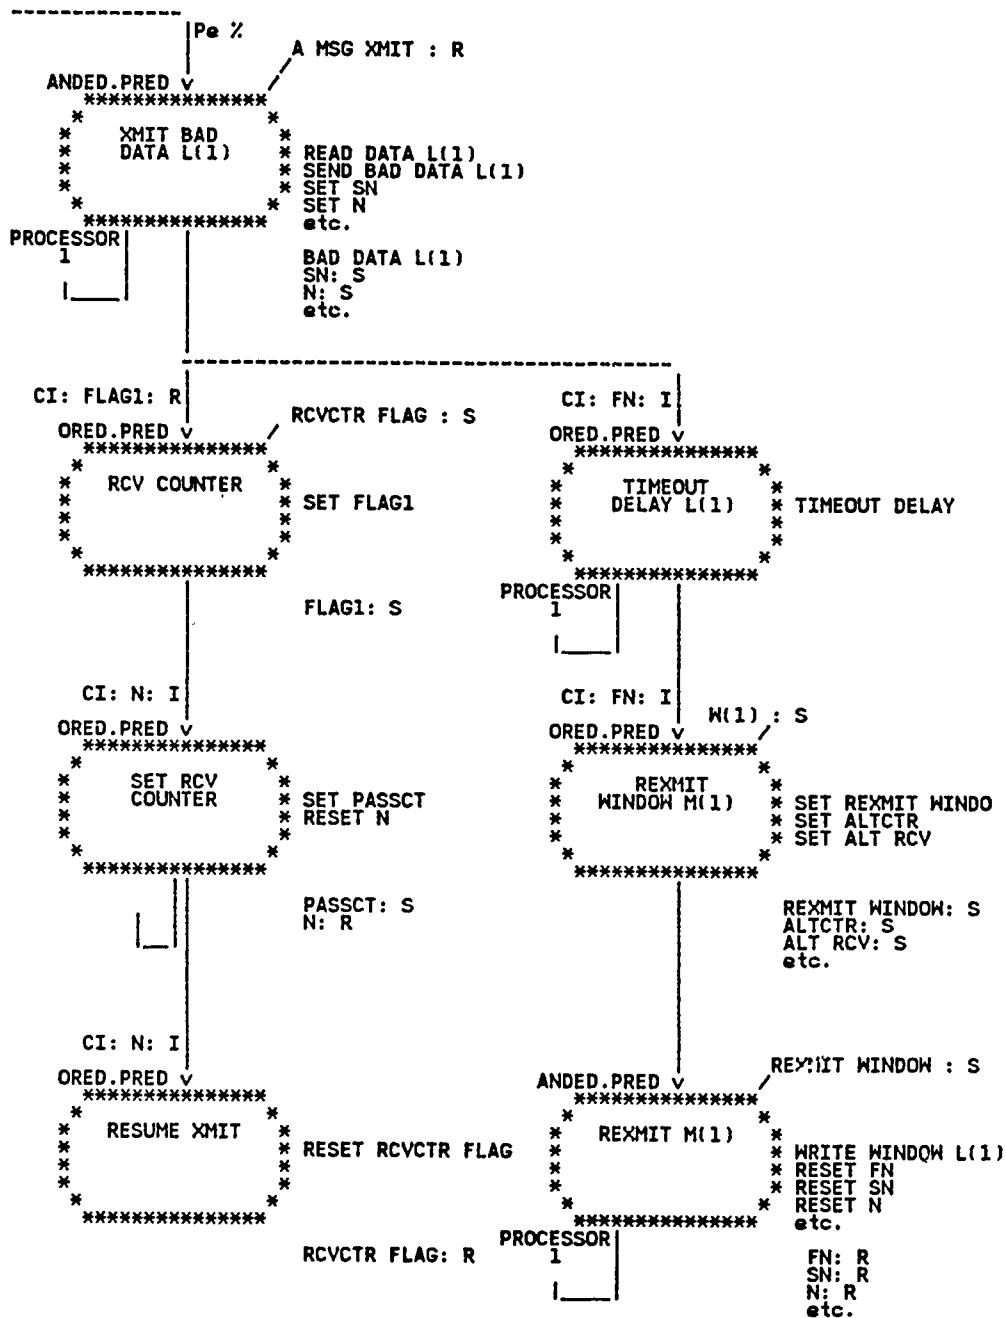 Pe %
A MSG XMIT : R
ANDED.PRED v
XMIT BAD
DATA L(1)
READ DATA L(1)
SEND BAD DATA L(1)
SET SN
SET N
etc.
PROCESSOR
1
BAD DATA L(1)
SN: S
N: S
etc.
CI: FLAG1: R
RCVCTR FLAG : S
ORED.PRED v
RCV COUNTER
SET FLAG1
FLAG1: S
CI: FN: I
ORED.PRED v
TIMEOUT
DELAY L(1)
TIMEOUT DELAY
PROCESSOR
1
CI: N: I
ORED.PRED v
SET RCV
COUNTER
SET PASSCT
RESET N
PASSCT: S
N: R
CI: FN: I
W(1) : S
ORED.PRED v
REXMIT
WINDOW M(1)
SET REXMIT WINDO
SET ALTCTR
SET ALT RCV
REXMIT WINDOW: S
ALTCTR: S
ALT RCV: S
etc.
CI: N: I
ORED.PRED v
RESUME XMIT
RESET RCVCTR FLAG
RCVCTR FLAG: R
REXMIT WINDOW : S
ANDED.PRED v
REXMIT M(1)
WRITE WINDOW L(1)
RESET FN
RESET SN
RESET N
etc.
PROCESSOR
1
FN: R
SN: R
N: R
etc.